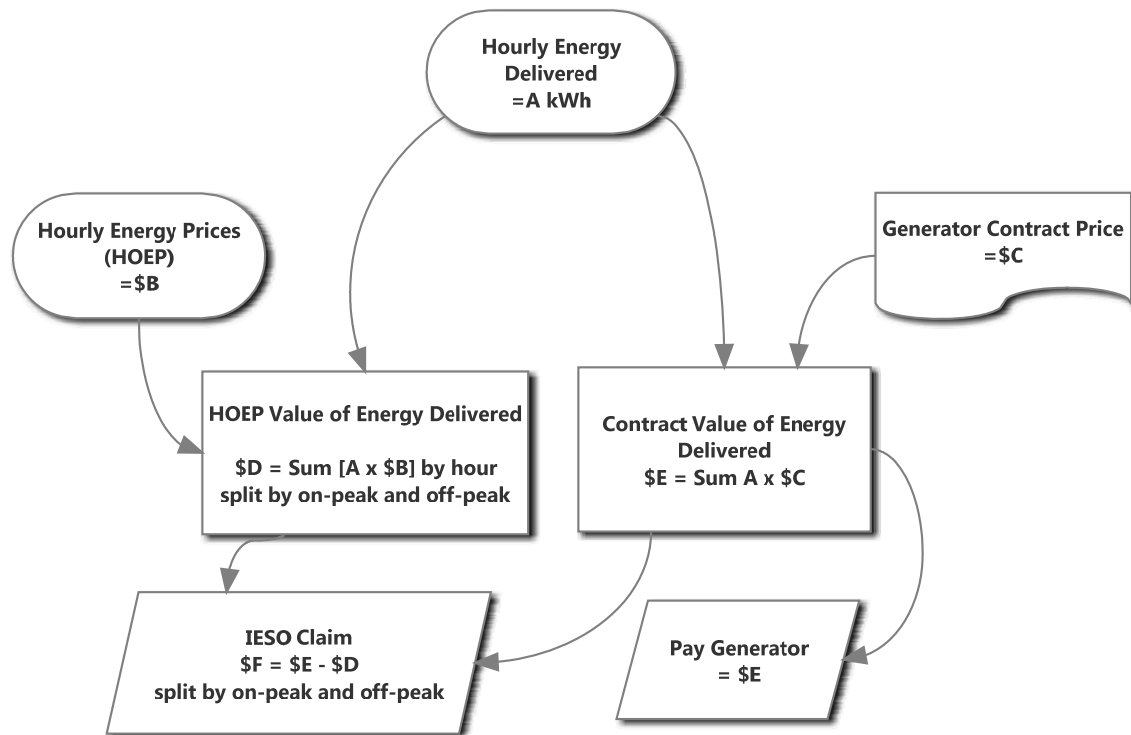 Hourly Energy
Delivered
=A kWh
Hourly Energy Prices
(HOEP)
=$B
Generator Contract Price
=$C
HOEP Value of Energy Delivered
$D = Sum [A x $B] by hour
split by on-peak and off-peak
Contract Value of Energy
Delivered
$E = Sum A x $C
IESO Claim
$F = $E - $D
split by on-peak and off-peak
Pay Generator
= $E